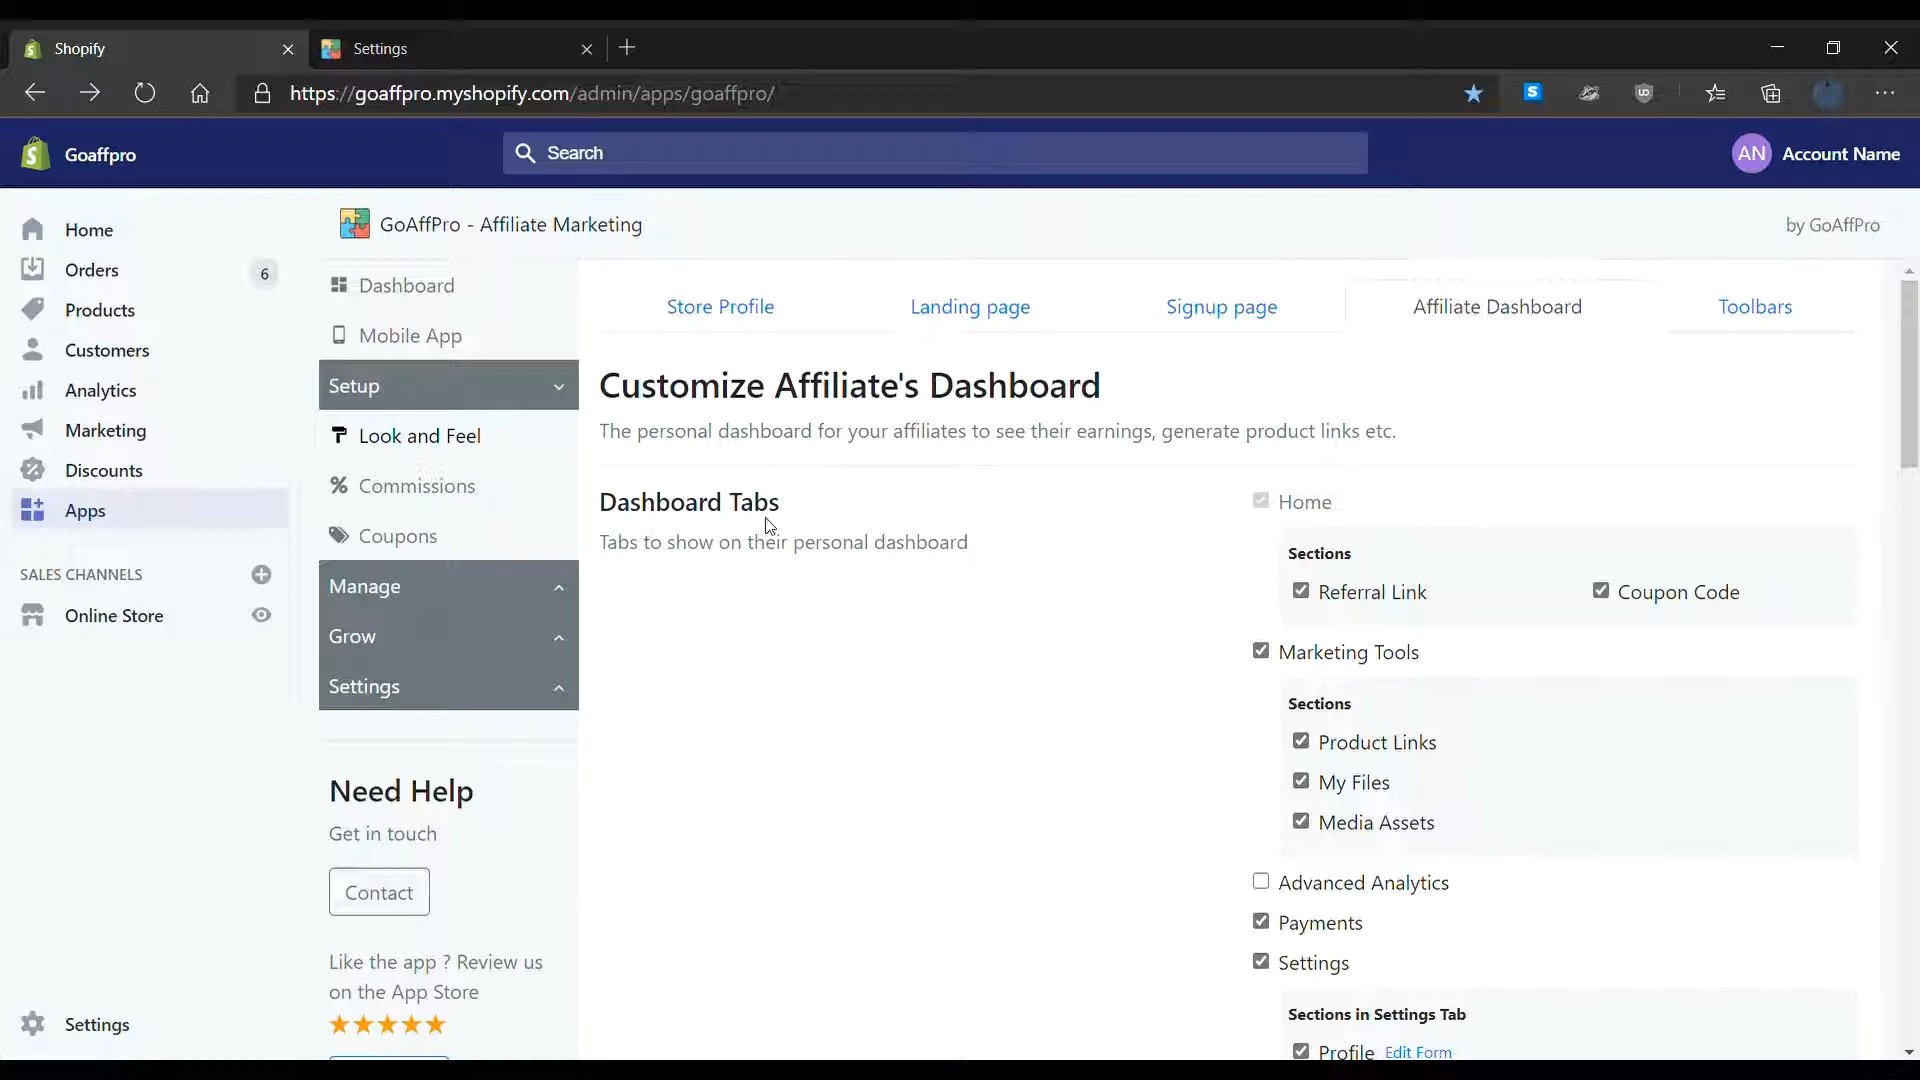 Shopify
Settings
https://goaffpro.myshopify.com/admin/apps/goaffpro/
Goaffpro
Search
AN
Account Name
Home
Orders
6
Products
Customers
Analytics
Marketing
Discounts
Apps
SALES CHANNELS
Online Store
Settings
GoAffPro - Affiliate Marketing
by GoAffPro
Dashboard
Mobile App
Setup
Look and Feel
Commissions
Coupons
Manage
Grow
Settings
Need Help
Get in touch
Contact
Like the app ? Review us
on the App Store
Store Profile
Landing page
Signup page
Affiliate Dashboard
Toolbars
Customize Affiliate's Dashboard
The personal dashboard for your affiliates to see their earnings, generate product links etc.
Dashboard Tabs
Tabs to show on their personal dashboard
Home
Sections
Referral Link
Coupon Code
Marketing Tools
Sections
Product Links
My Files
Media Assets
Advanced Analytics
Payments
Settings
Sections in Settings Tab
Profile Edit Form